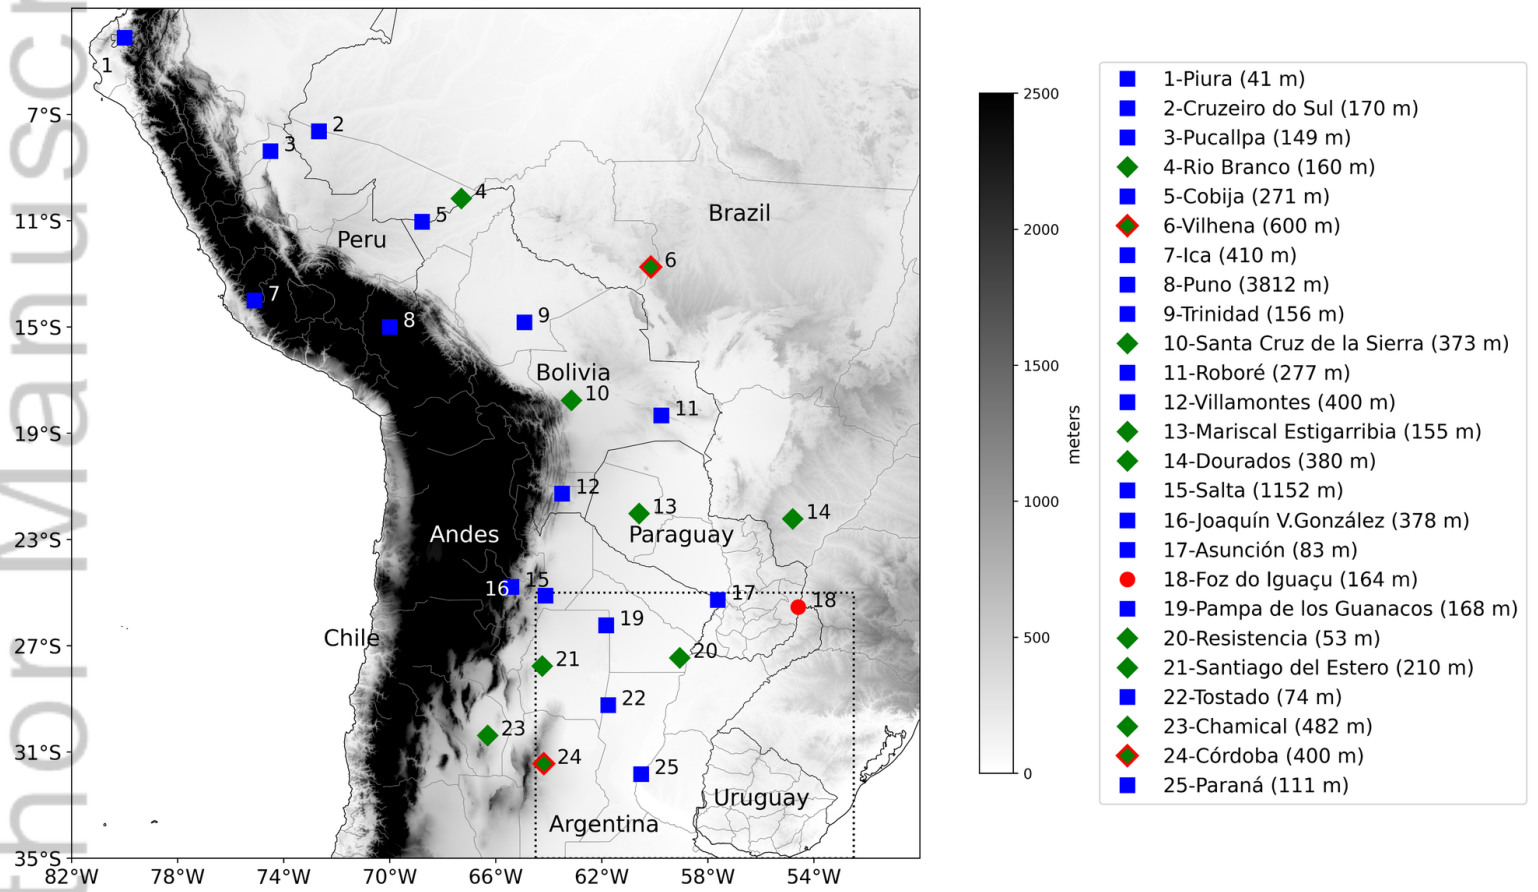 thor Manuscr
1
2
3
4
5
6
7
8
9
10
11
12
13
14
15
16
17
18
19
20
21
22
23
24
25
Peru
Brazil
Bolivia
Andes
Paraguay
Chile
Uruguay
Argentina
7°S
11°S
15°S
19°S
23°S
27°S
31°S
35°S
82°W 78°W 74°W 70°W 66°W 62°W 58°W 54°W
2500
2000
1500
1000
500
0
meters
1-Piura (41 m)
2-Cruzeiro do Sul (170 m)
3-Pucallpa (149 m)
4-Rio Branco (160 m)
5-Cobija (271 m)
6-Vilhena (600 m)
7-Ica (410 m)
8-Puno (3812 m)
9-Trinidad (156 m)
10-Santa Cruz de la Sierra (373 m)
11-Roboré (277 m)
12-Villamontes (400 m)
13-Mariscal Estigarribia (155 m)
14-Dourados (380 m)
15-Salta (1152 m)
16-Joaquín V.González (378 m)
17-Asunción (83 m)
18-Foz do Iguaçu (164 m)
19-Pampa de los Guanacos (168 m)
20-Resistencia (53 m)
21-Santiago del Estero (210 m)
22-Tostado (74 m)
23-Chamical (482 m)
24-Córdoba (400 m)
25-Paraná (111 m)